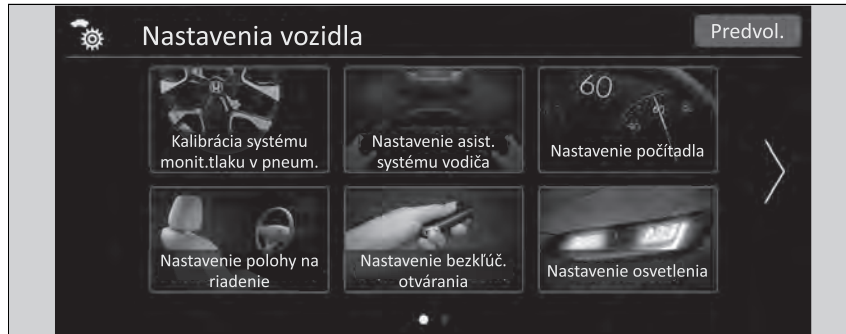 Nastavenia vozidla
Predvol.
Kalibrácia systému
monit.tlaku v pneum.
Nastavenie asist.
systému vodiča
60
Nastavenie počítadla
Nastavenie polohy na
riadenie
Nastavenie bezkľúč.
otvárania
Nastavenie osvetlenia